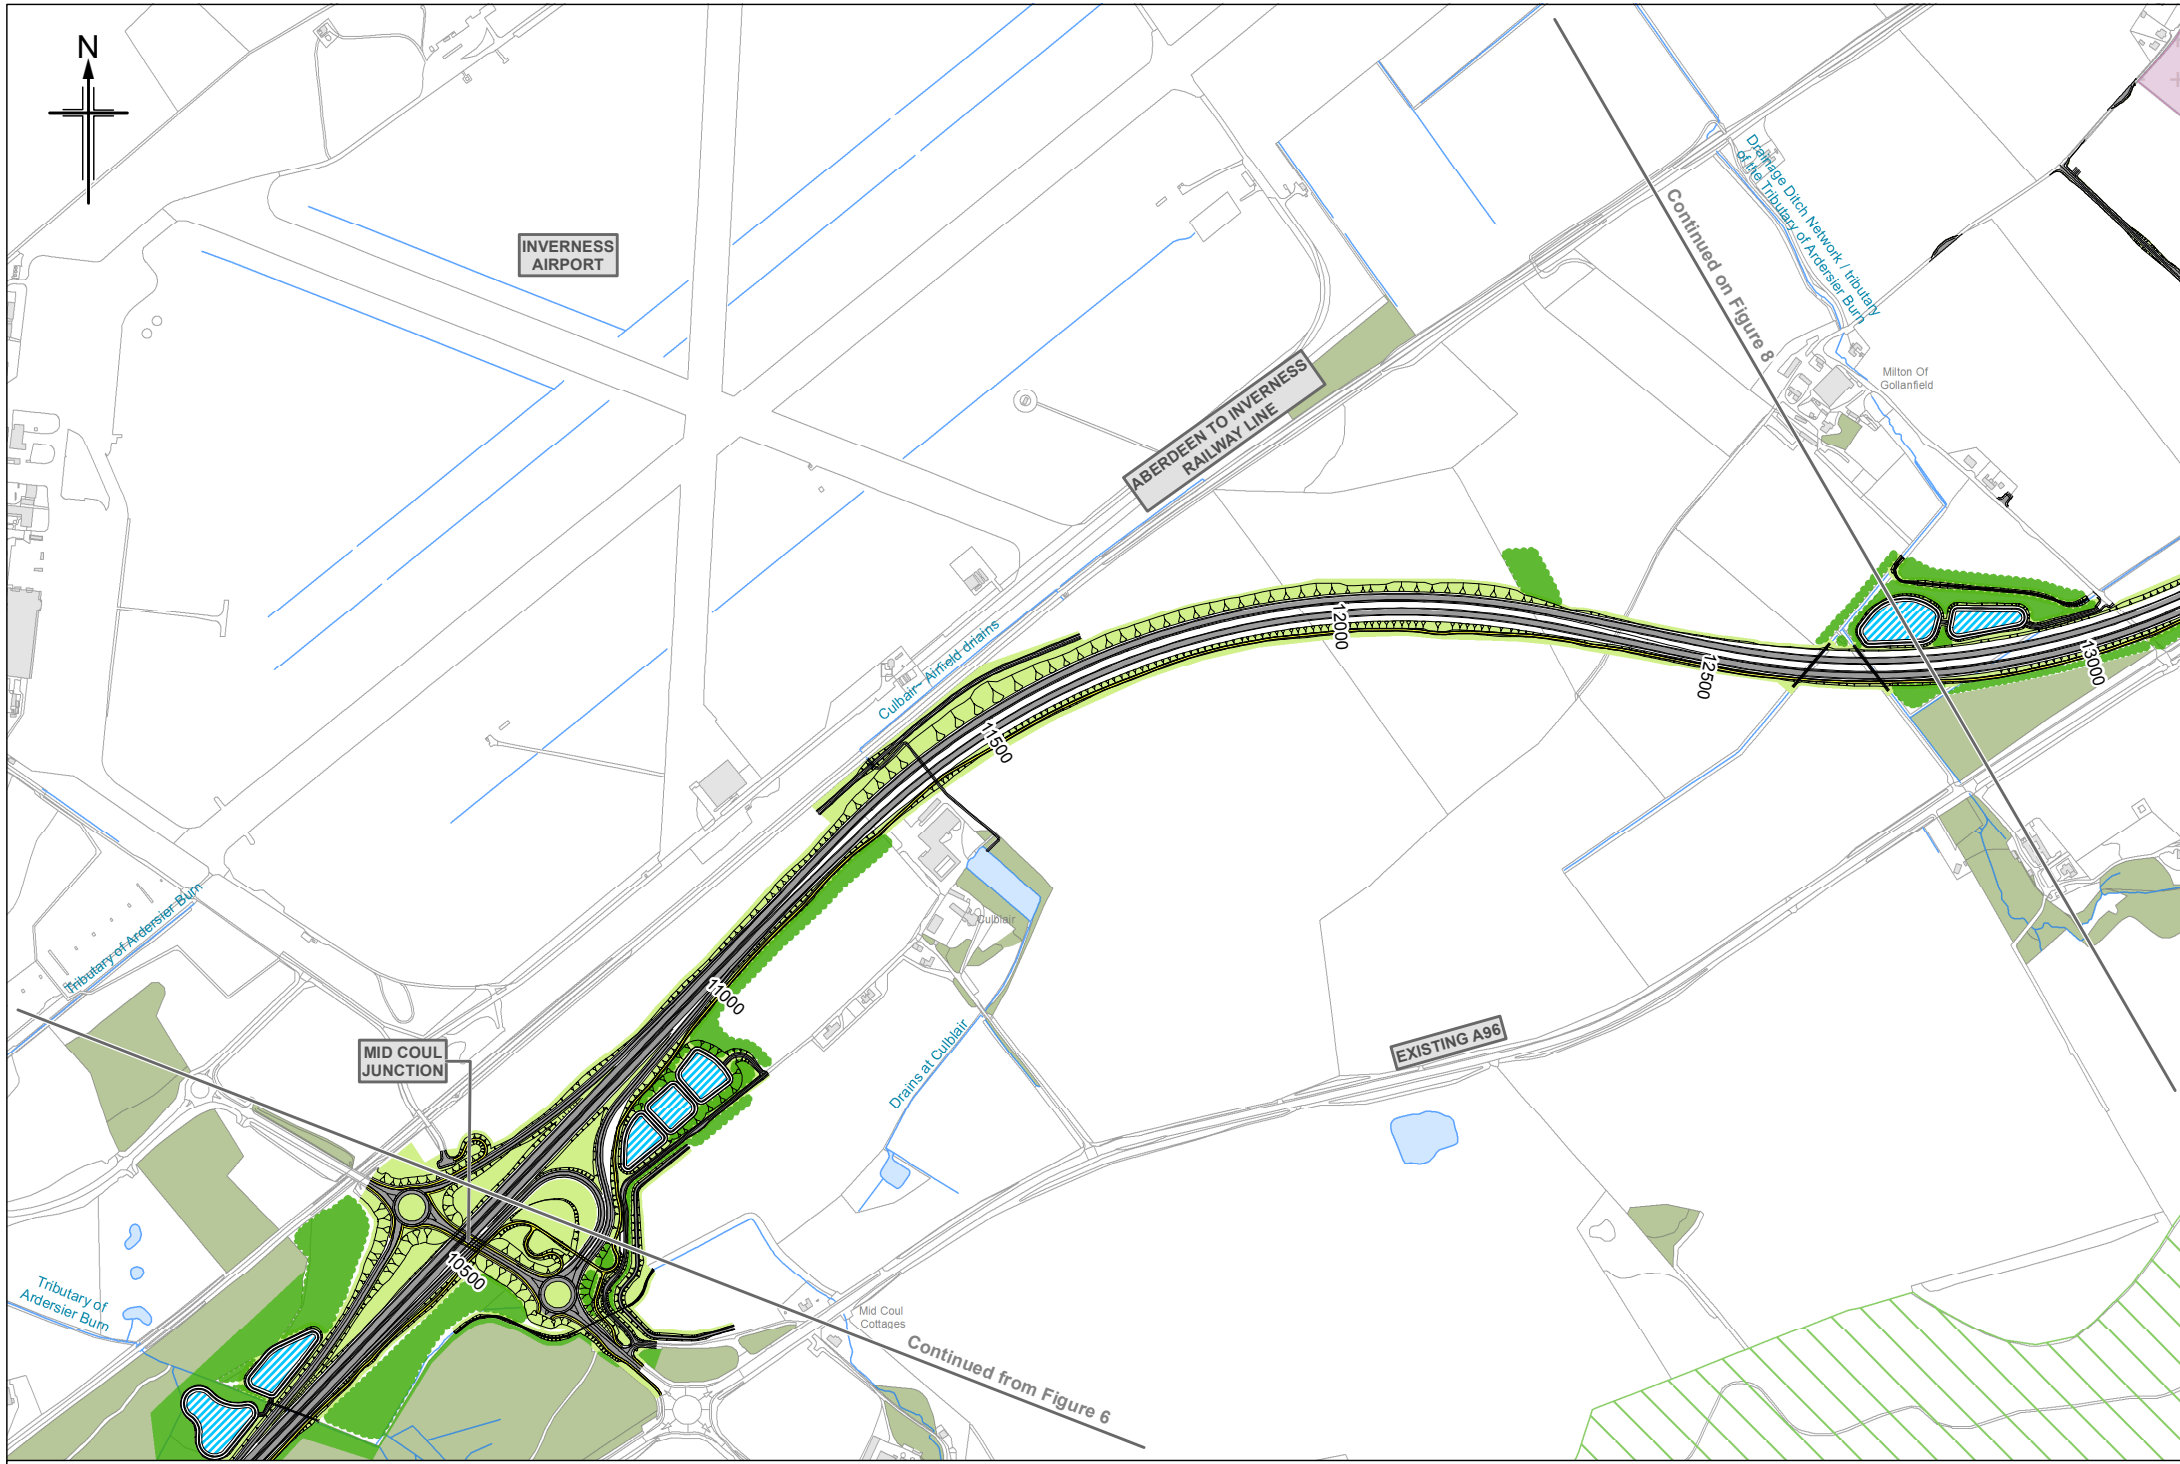 N
INVERNESS
AIRPORT
Drainage Ditch Network / tributary
of the Tributary of Ardersier Burn
Continued on Figure 8
Milton Of
Gollanfield
ABERDEEN TO INVERNESS
RAILWAY LINE
Culbair~ Airfield driains
12000
12500
13000
11500
Culblair
Tributary of Ardersier Burn
11000
MID COUL
JUNCTION
EXISTING A96
Drains at Culblair
10500
Tributary of
Ardersier Burn
Mid Coul
Cottages
Continued from Figure 6